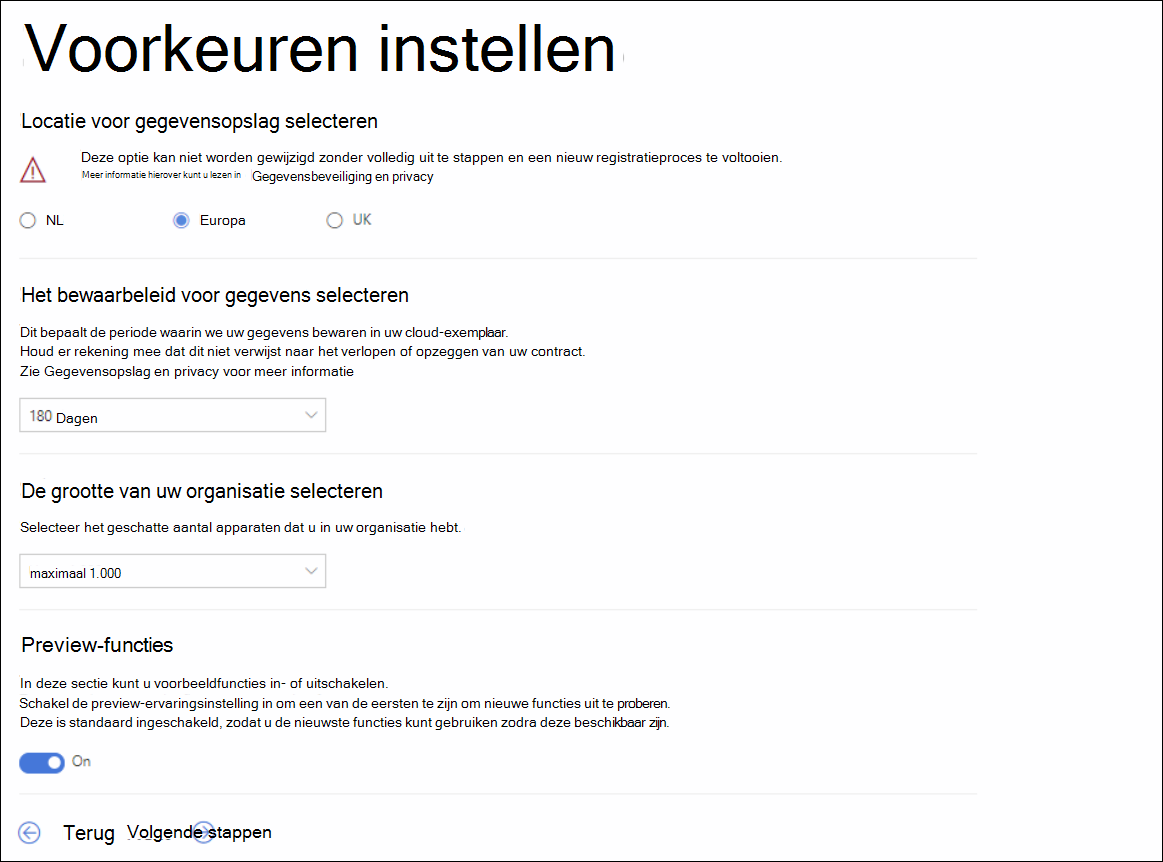 Voorkeuren instellen
Locatie voor gegevensopslag selecteren
Deze optie kan niet worden gewijzigd zonder volledig uit te stappen en een nieuw registratieproces te voltooien.
Meer informatie hierover kunt u lezen in Gegevensbeveiliging en privacy
NL Europa UK
Het bewaarbeleid voor gegevens selecteren
Dit bepaalt de periode waarin we uw gegevens bewaren in uw cloud-exemplaar.
Houd er rekening mee dat dit niet verwijst naar het verlopen of opzeggen van uw contract.
Zie Gegevensopslag en privacy voor meer informatie
180 Dagen
De grootte van uw organisatie selecteren
Selecteer het geschatte aantal apparaten dat u in uw organisatie hebt.
maximaal 1.000
Preview-functies
In deze sectie kunt u voorbeeldfuncties in- of uitschakelen.
Schakel de preview-ervaringsinstelling in om een van de eersten te zijn om nieuwe functies uit te proberen.
Deze is standaard ingeschakeld, zodat u de nieuwste functies kunt gebruiken zodra deze beschikbaar zijn.
On
Terug Volgende stappen